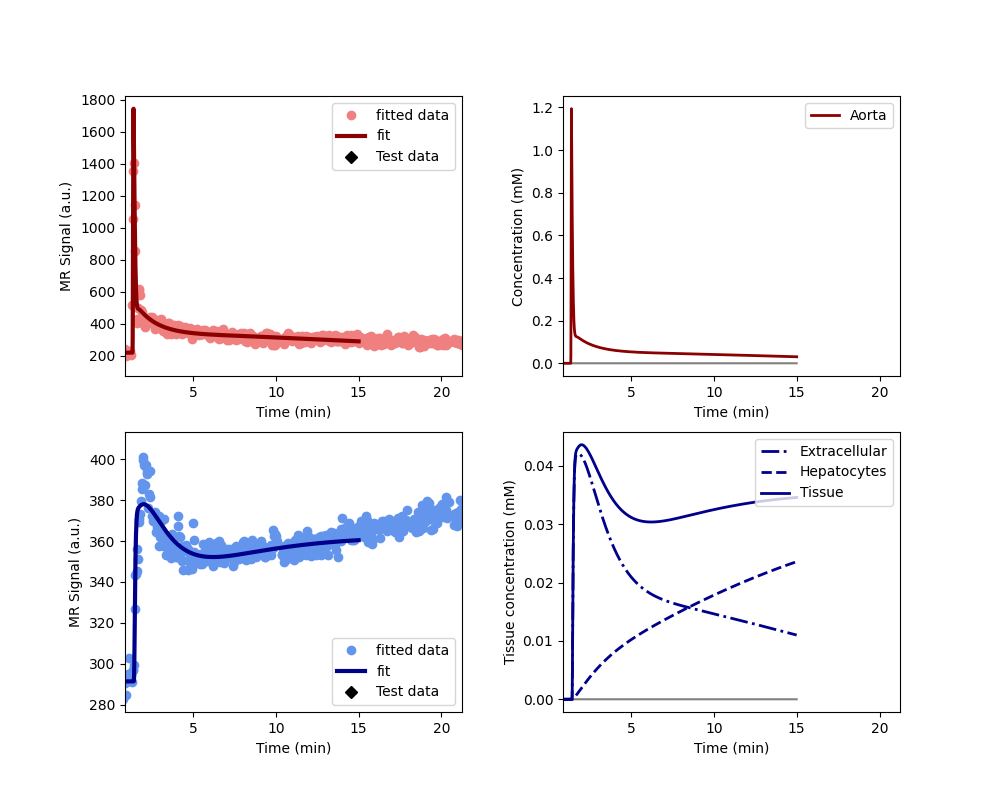 1800
1600
1400
1200
1000
800
600
400
200
MR Signal (a.u.)
fitted data
fit
Test data
5
10
15
20
Time (min)
1.2
1.0
0.8
0.6
0.4
0.2
0.0
Concentration (mM)
Aorta
5
10
15
20
Time (min)
400
380
360
340
320
300
280
MR Signal (a.u.)
fitted data
fit
Test data
5
10
15
20
Time (min)
0.04
0.03
0.02
0.01
0.00
Tissue concentration (mM)
Extracellular
Hepatocytes
Tissue
5
10
15
20
Time (min)